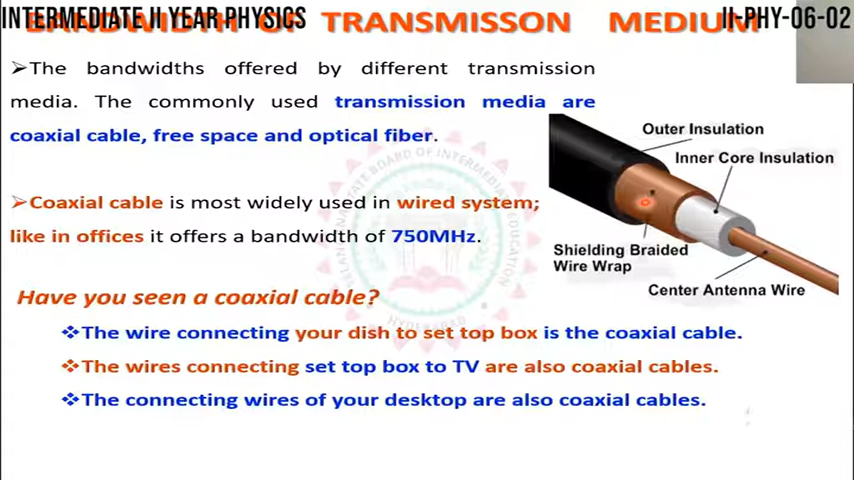 INTERMEDIATE II YEAR PHYSICS
II-PHY-06-02
BANDWIDTH OF TRANSMISSON MEDIUM
➢The bandwidths offered by different transmission
media. The commonly used transmission media are
coaxial cable, free space and optical fiber.
Outer Insulation
Inner Core Insulation
➢Coaxial cable is most widely used in wired system;
like in offices it offers a bandwidth of 750MHz.
Shielding Braided
Wire Wrap
Center Antenna Wire
Have you seen a coaxial cable?
❖The wire connecting your dish to set top box is the coaxial cable.
❖The wires connecting set top box to TV are also coaxial cables.
❖The connecting wires of your desktop are also coaxial cables.
HYDERABAD